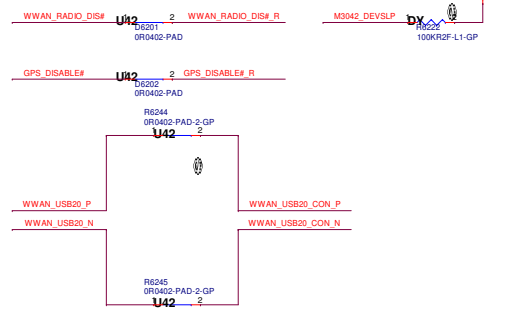 WWAN_RADIO_DIS#
U42
2
WWAN_RADIO_DIS#_R
D6201
0R0402-PAD
M3042_DEVSLP
DX
R6222
100KR2F-L1-GP
GPS_DISABLE#
U42
2
GPS_DISABLE#_R
D6202
0R0402-PAD
R6244
0R0402-PAD-2-GP
U42
2
WWAN_USB20_P
WWAN_USB20_CON_P
WWAN_USB20_N
WWAN_USB20_CON_N
R6245
0R0402-PAD-2-GP
U42
2